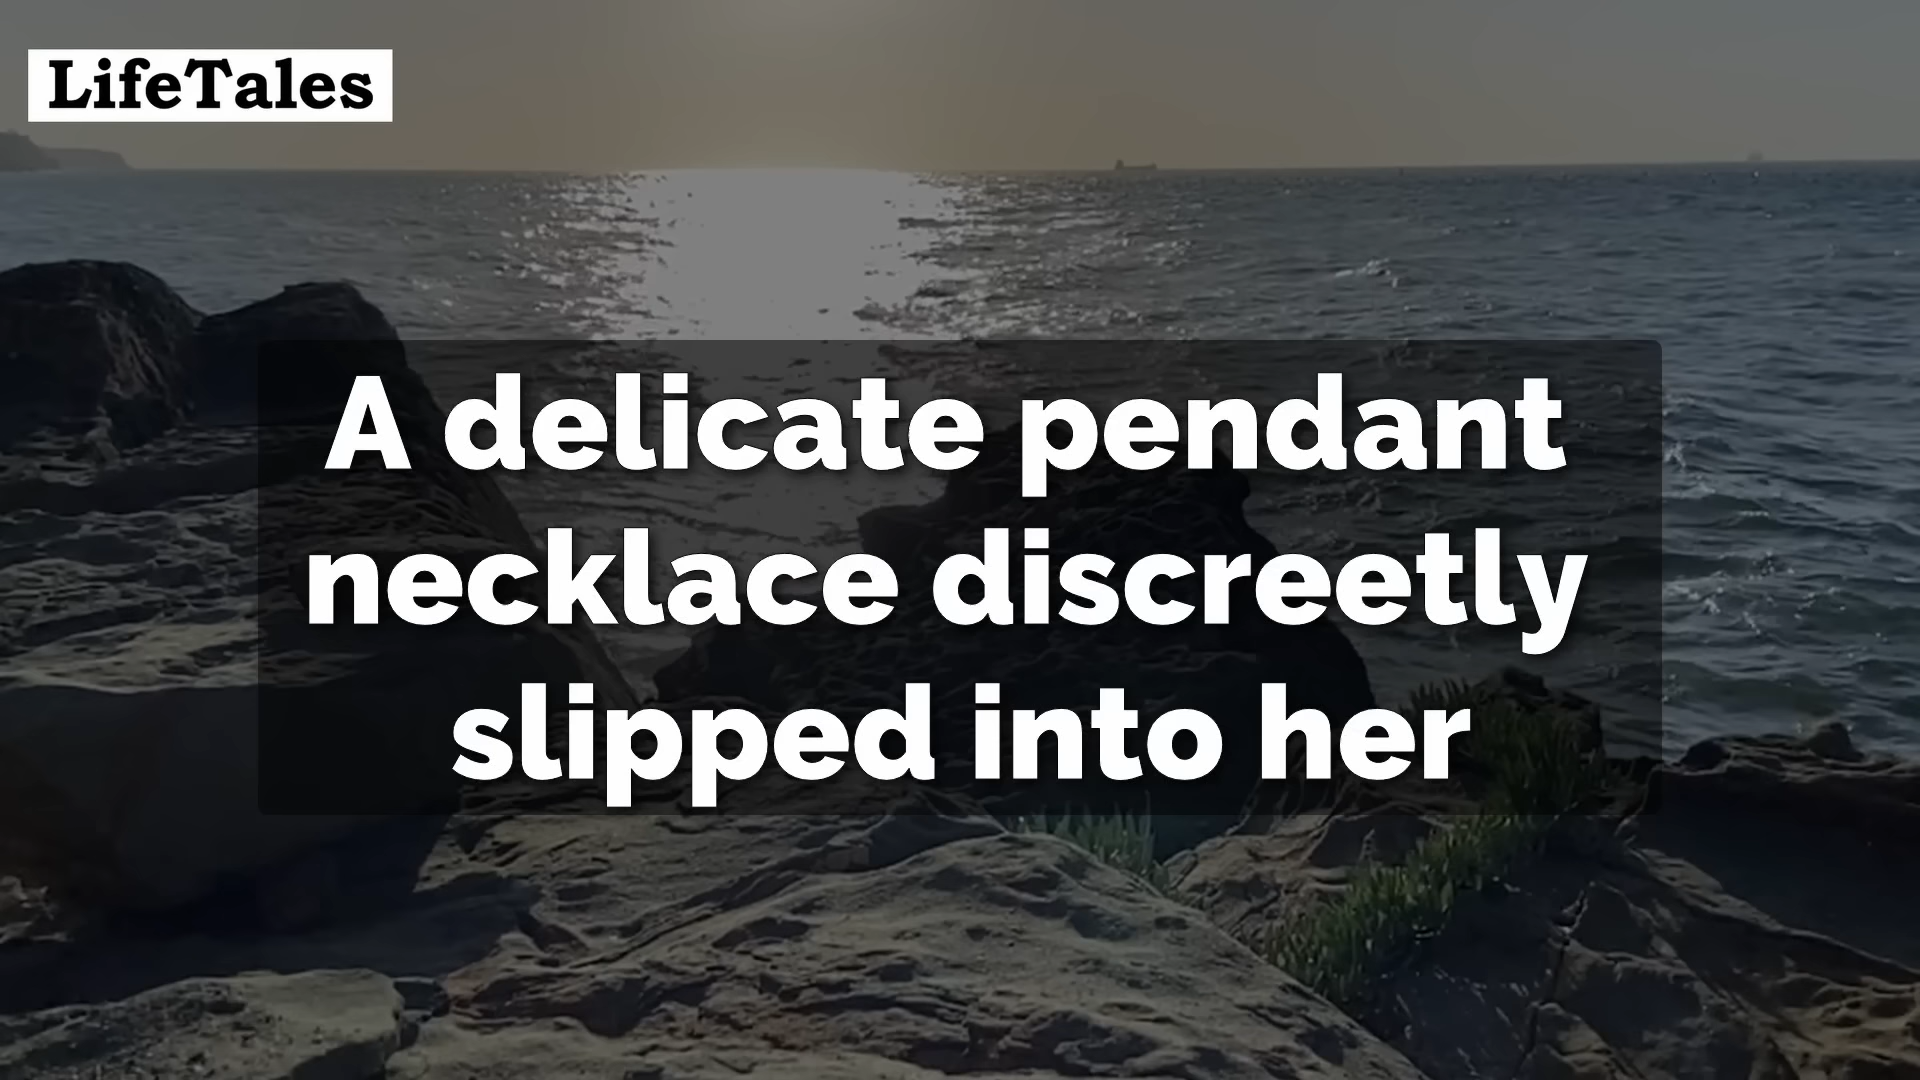 LifeTales
A delicate pendant
necklace discreetly
slipped into her